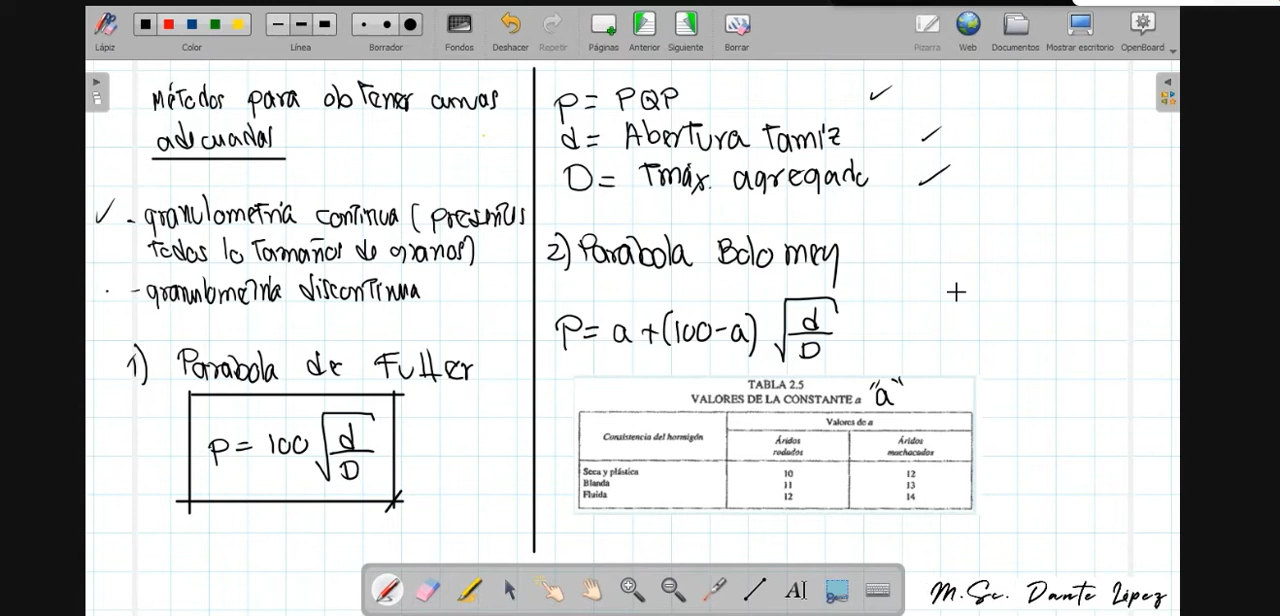 Lápiz Color Línea Borrador Fondos Deshacer Repetir Páginas Anterior Siguiente Borrar Pizarra Web Documentos Mostrar escritorio OpenBoard
Métodos para obtener curvas
adecuadas
✓ - granulometría continua (presentes
todos lo Tamaños de granos)
- granulometría discontinua
1) Parabola de Fuller
P = 100 √(d/D)
P = PQP ✓
d = Abertura Tamiz ✓
D = Tmáx. agregado ✓
2) Parabola Bolomey
P = a + (100 - a) √(d/D)
TABLA 2.5
VALORES DE LA CONSTANTE a "a"
Consistencia del hormigón
Valores de a
Áridos rodados
Áridos machacados
Seca y plástica 10 12
Blanda 11 13
Fluida 12 14
M.Sc. Dante López